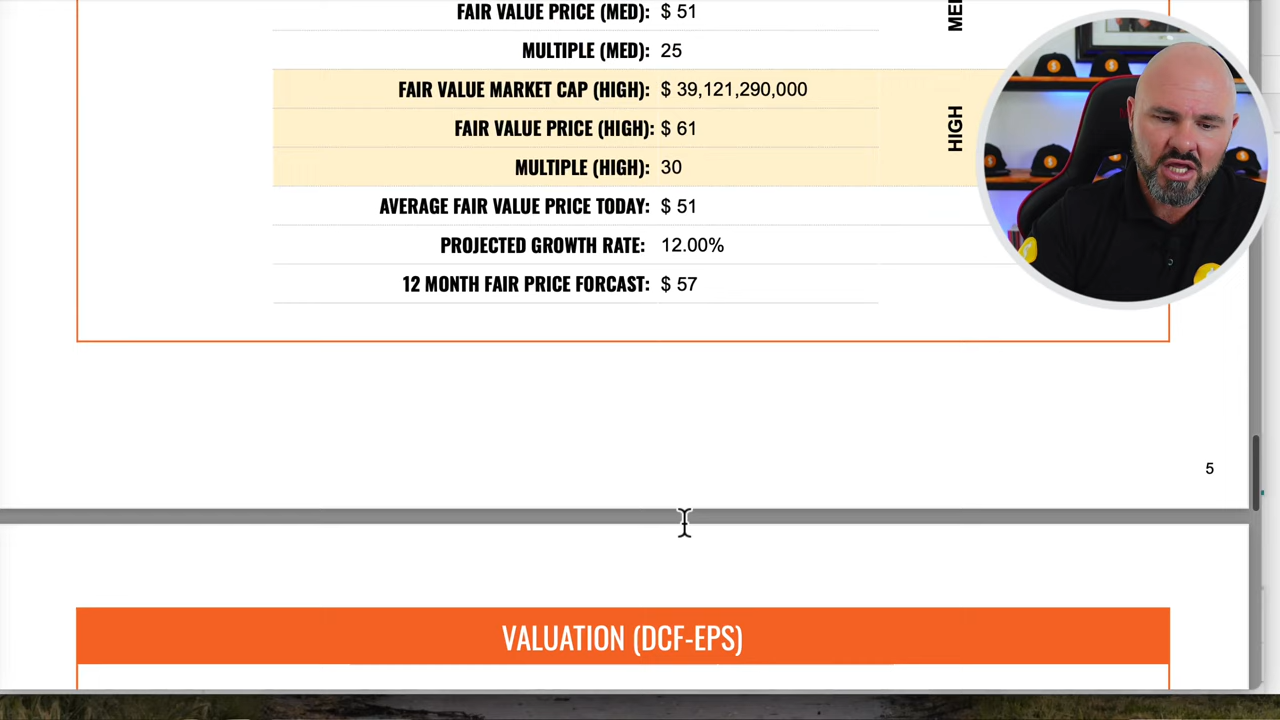 FAIR VALUE PRICE (MED): $ 51
MULTIPLE (MED): 25
FAIR VALUE MARKET CAP (HIGH): $ 39,121,290,000
FAIR VALUE PRICE (HIGH): $ 61
MULTIPLE (HIGH): 30
HIGH
AVERAGE FAIR VALUE PRICE TODAY: $ 51
PROJECTED GROWTH RATE: 12.00%
12 MONTH FAIR PRICE FORCAST: $ 57
5
VALUATION (DCF-EPS)